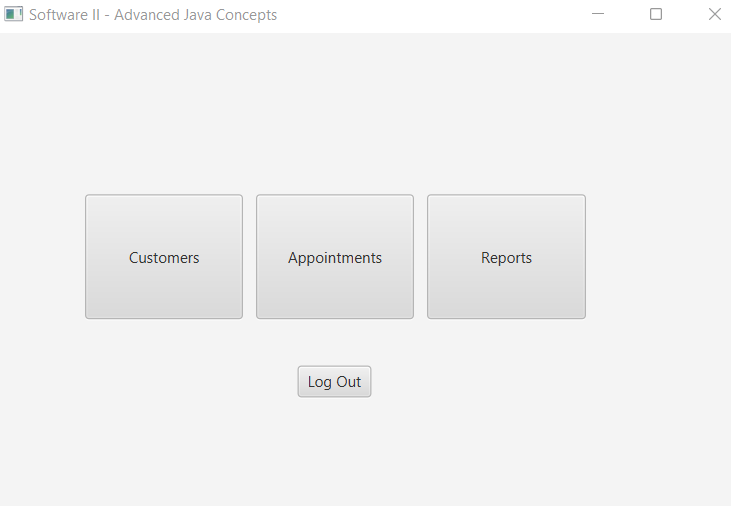 Software II - Advanced Java Concepts
Customers
Appointments
Reports
Log Out